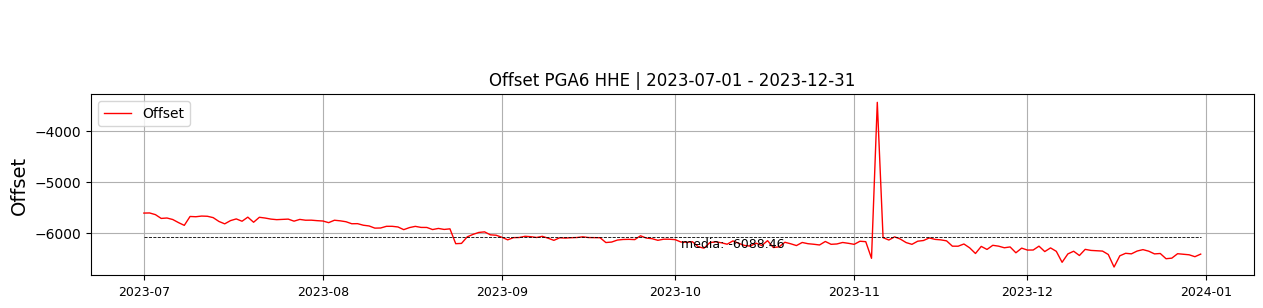 Offset PGA6 HHE | 2023-07-01 - 2023-12-31
Offset
Offset
−4000
−5000
−6000
media: -6088.46
2023-07
2023-08
2023-09
2023-10
2023-11
2023-12
2024-01